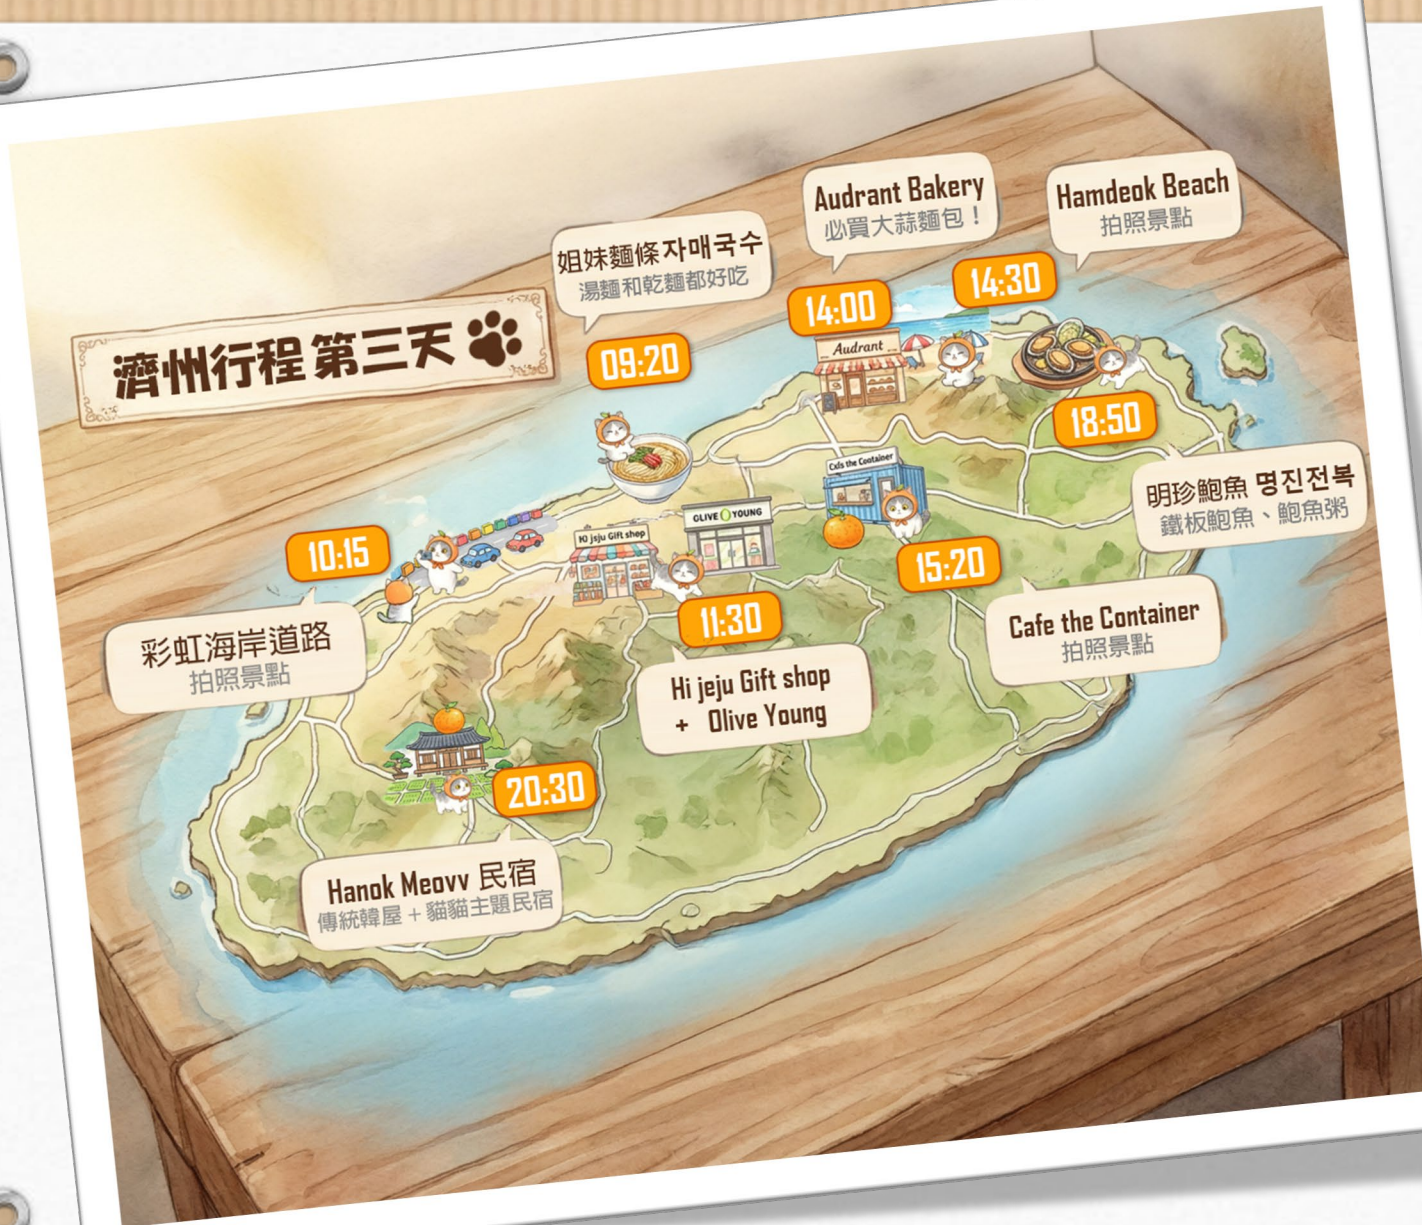 濟州行程第三天
姐妹麵條자매국수
湯麵和乾麵都好吃
09:20
Audrant Bakery
必買大蒜麵包！
14:00
Audrant
Hamdeok Beach
拍照景點
14:30
18:50
明珍鮑魚 명진전복
鐵板鮑魚、鮑魚粥
10:15
彩虹海岸道路
拍照景點
Hi jsju Gift shop
OLIVE YOUNG
11:30
Hi jeju Gift shop
+ Olive Young
Cxls the Container
15:20
Cafe the Container
拍照景點
20:30
Hanok Meovv 民宿
傳統韓屋 + 貓貓主題民宿